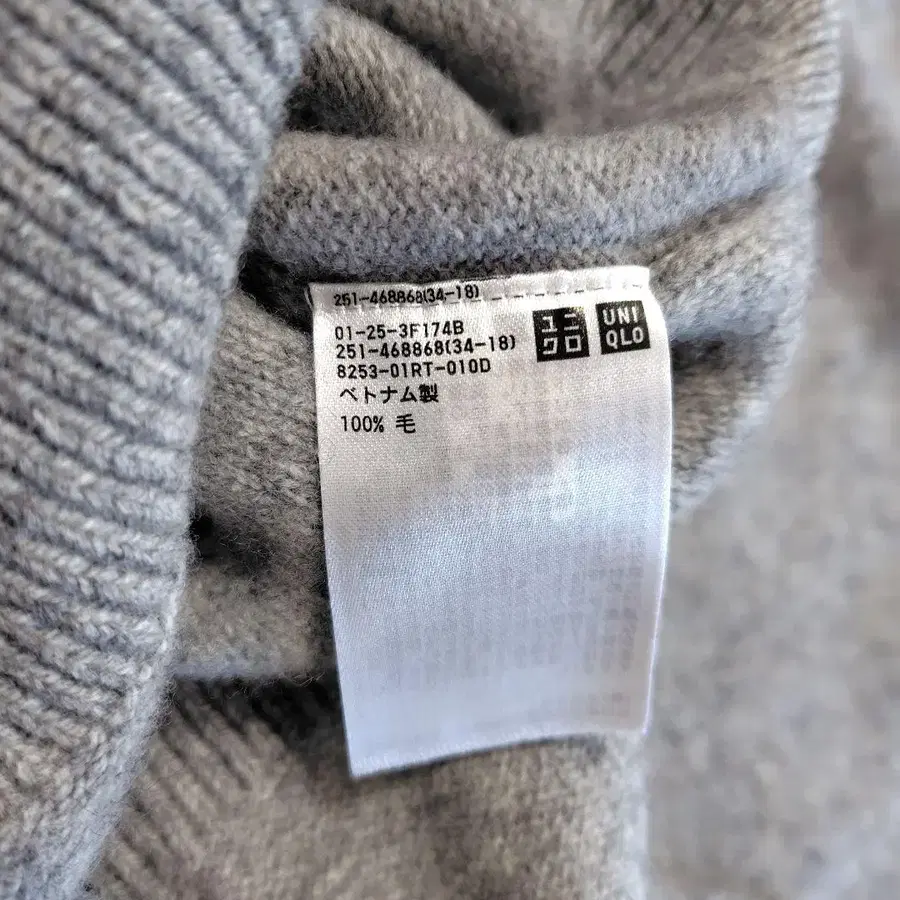 251-468868(34-18)
01-25-3F174B
251-468868(34-18)
8253-01RT-010D
ベトナム製
100% 毛
ユニ
クロ
UNI
QLO